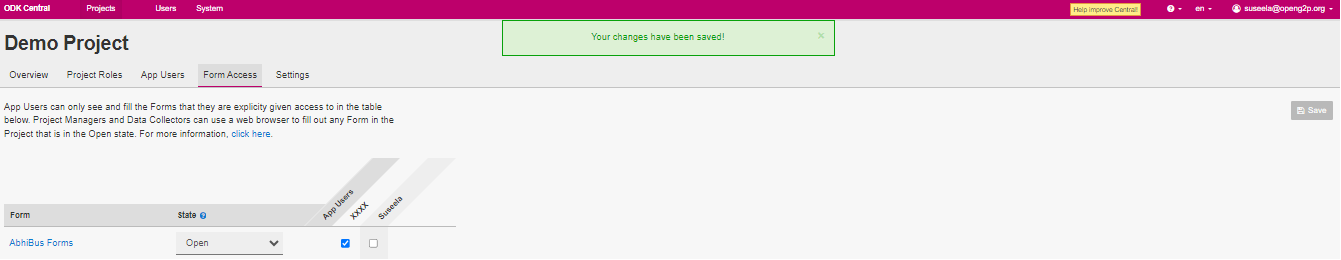 ODK Central Projects Users System Help improve Central! en suseela@openg2p.org
Your changes have been saved! ×
Demo Project
Overview Project Roles App Users Form Access Settings
App Users can only see and fill the Forms that they are explicity given access to in the table
below. Project Managers and Data Collectors can use a web browser to fill out any Form in the
Project that is in the Open state. For more information, click here.
Save
Form State App Users XXXX Suseela
AbhiBus Forms Open